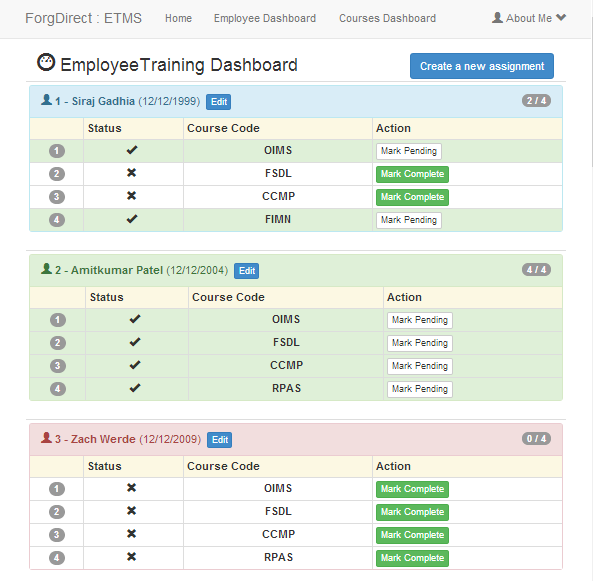 ForgDirect : ETMS Home Employee Dashboard Courses Dashboard About Me
EmployeeTraining Dashboard Create a new assignment
1 - Siraj Gadhia (12/12/1999) Edit 2 / 4
Status Course Code Action
1 OIMS Mark Pending
2 FSDL Mark Complete
3 CCMP Mark Complete
4 FIMN Mark Pending
2 - Amitkumar Patel (12/12/2004) Edit 4 / 4
Status Course Code Action
1 OIMS Mark Pending
2 FSDL Mark Pending
3 CCMP Mark Pending
4 RPAS Mark Pending
3 - Zach Werde (12/12/2009) Edit 0 / 4
Status Course Code Action
1 OIMS Mark Complete
2 FSDL Mark Complete
3 CCMP Mark Complete
4 RPAS Mark Complete